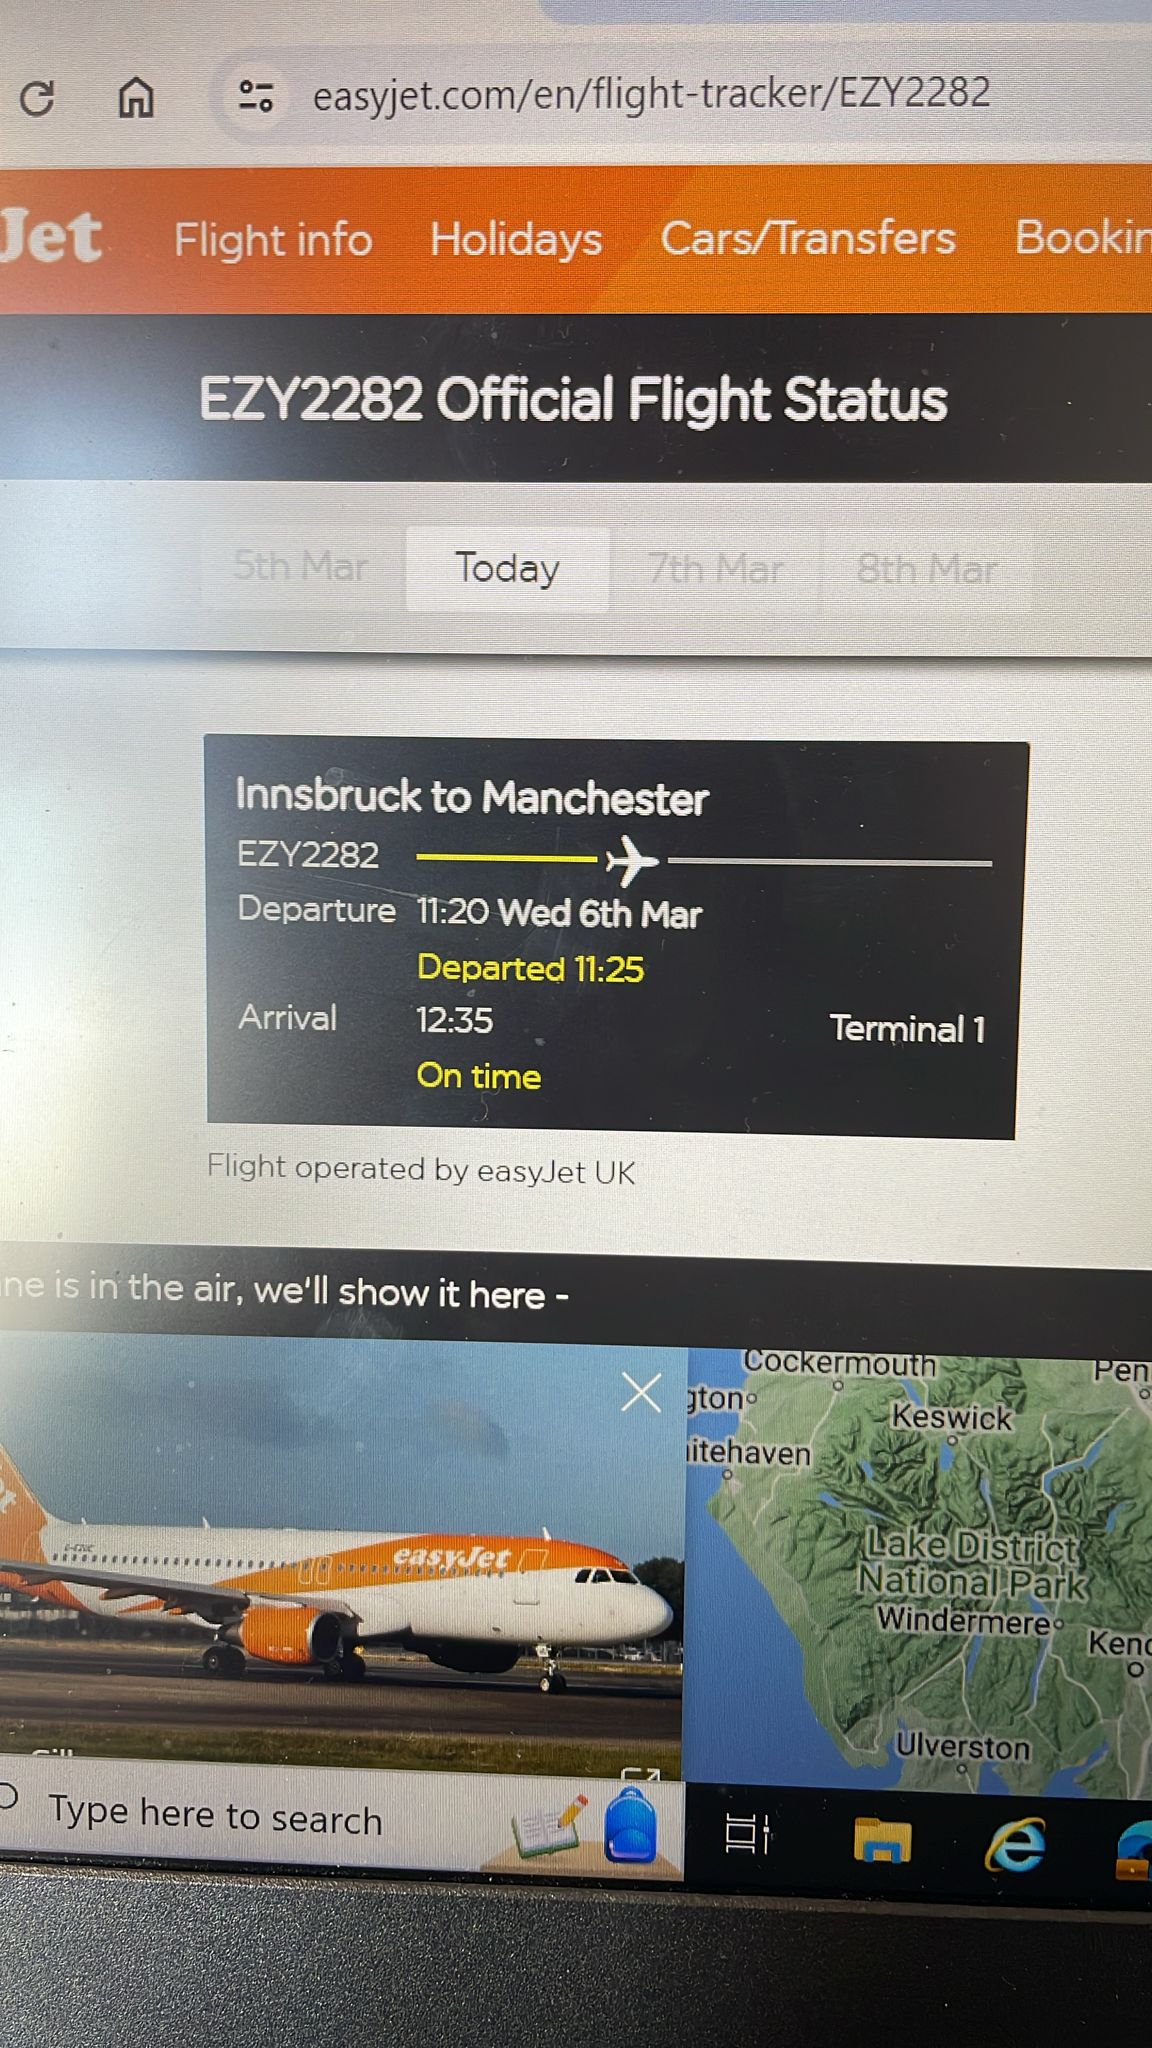 easyjet.com/en/flight-tracker/EZY2282
Jet Flight info Holidays Cars/Transfers Bookin
EZY2282 Official Flight Status
5th Mar Today 7th Mar 8th Mar
Innsbruck to Manchester
EZY2282
Departure 11:20 Wed 6th Mar
Departed 11:25
Arrival 12:35 Terminal 1
On time
Flight operated by easyJet UK
ne is in the air, we'll show it here -
easyJet
Cockermouth
Pen
gton
Keswick
itehaven
Lake District
National Park
Windermere
Kend
Ulverston
Type here to search